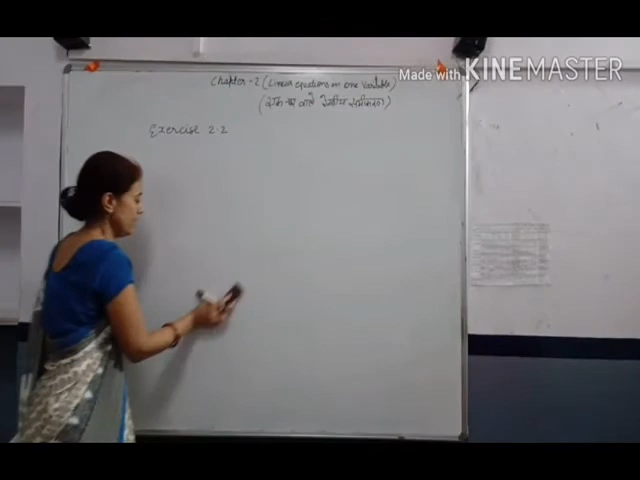 Chapter-2 (Linear equations in one Variable)
(एक चर वाले रैखिक समीकरण)
Made with KINEMASTER
Exercise 2.2